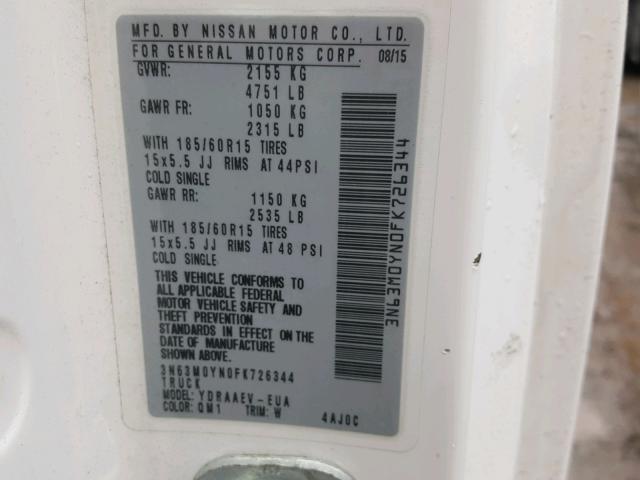 MFD. BY NISSAN MOTOR CO., LTD.
FOR GENERAL MOTORS CORP. 08/15
GVWR: 2155 KG
4751 LB
GAWR FR: 1050 KG
2315 LB
WITH 185/60R15 TIRES
15x5.5 JJ RIMS AT 44PSI
COLD SINGLE
GAWR RR: 1150 KG
2535 LB
WITH 185/60R15 TIRES
15x5.5 JJ RIMS AT 48 PSI
COLD SINGLE
THIS VEHICLE CONFORMS TO
ALL APPLICABLE FEDERAL
MOTOR VEHICLE SAFETY AND
THEFT PREVENTION
STANDARDS IN EFFECT ON THE
DATE OF MANUFACTURE
SHOWN ABOVE.
3N63M0YN0FK726344
TRUCK
MODEL: YDRAAEV-EUA
COLOR: QM1 TRIM: W 4AJ0C
3N63M0YN0FK726344